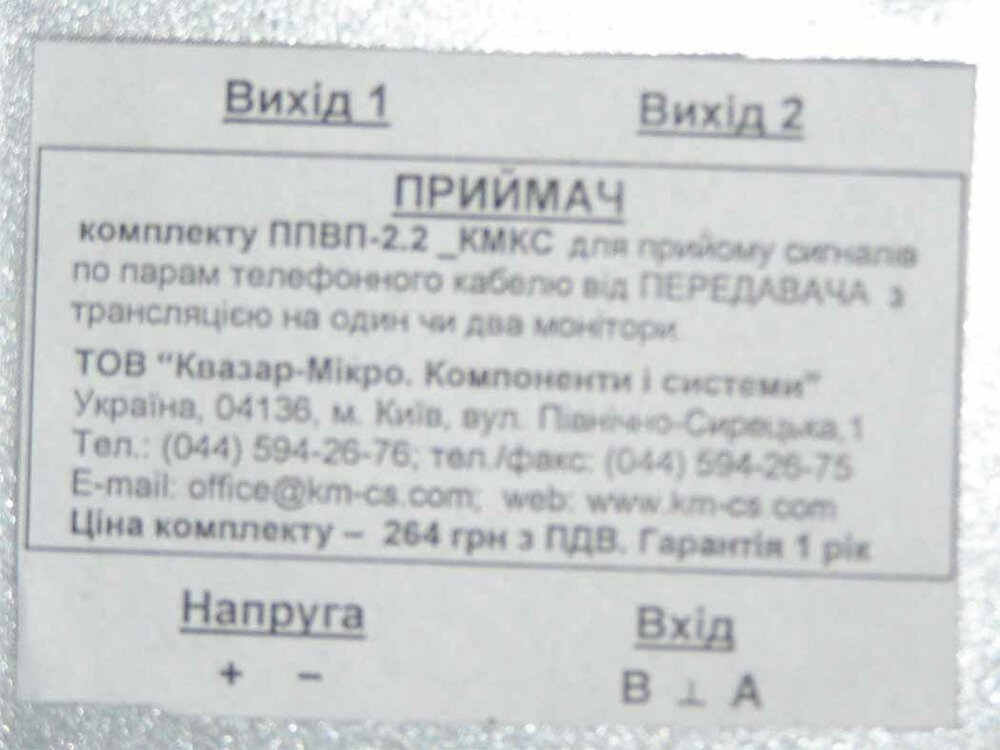 Вихід 1 Вихід 2
ПРИЙМАЧ
комплекту ППВП-2.2 _КМКС для прийому сигналів
по парам телефонного кабелю від ПЕРЕДАВАЧА з
трансляцією на один чи два монітори.
ТОВ "Квазар-Мікро. Компоненти і системи"
Україна, 04136, м. Київ, вул. Північно-Сирецька,1
Тел.: (044) 594-26-76; тел./факс: (044) 594-26-75
E-mail: office@km-cs.com; web: www.km-cs.com
Ціна комплекту – 264 грн з ПДВ. Гарантія 1 рік
Напруга Вхід
+ – В ⊥ А